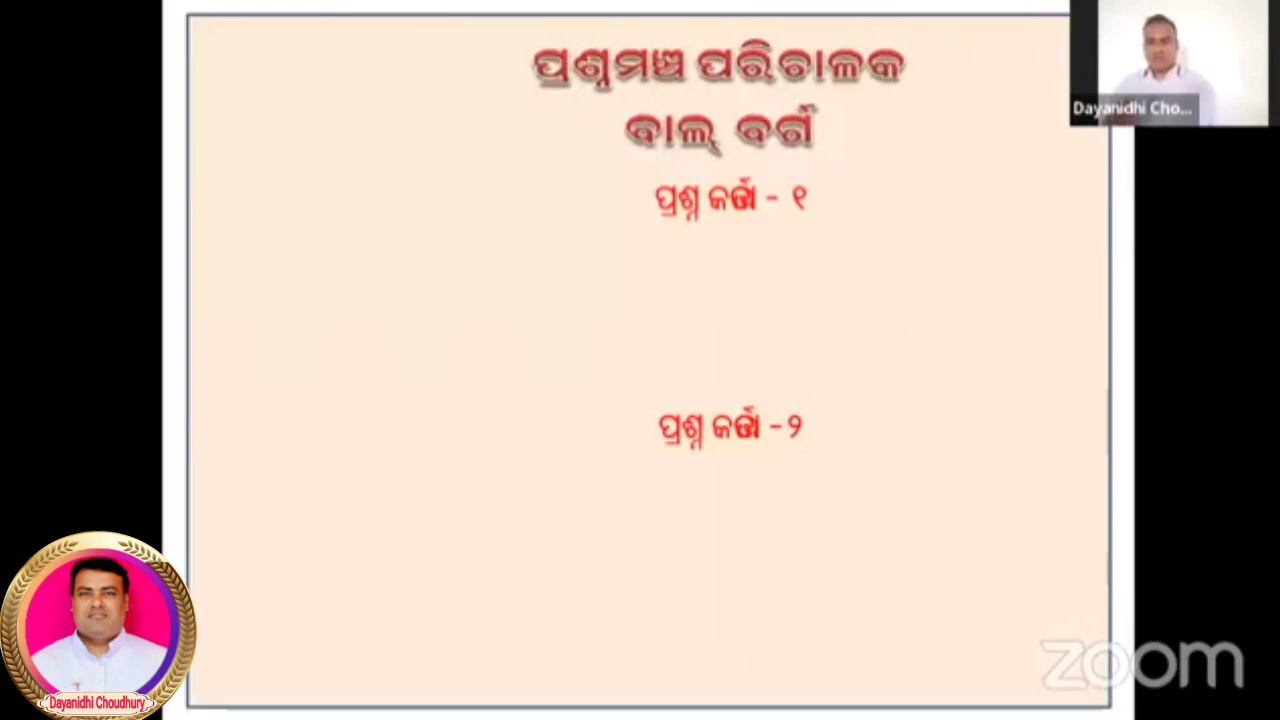 ପ୍ରଶ୍ନମଞ୍ଚ ପରିଚାଳକ
ବାଲ୍ ବର୍ଗ
ପ୍ରଶ୍ନ କର୍ତ୍ତା - ୧
ପ୍ରଶ୍ନ କର୍ତ୍ତା -୨
Dayanidhi Cho...
Dayanidhi Choudhury
zoom